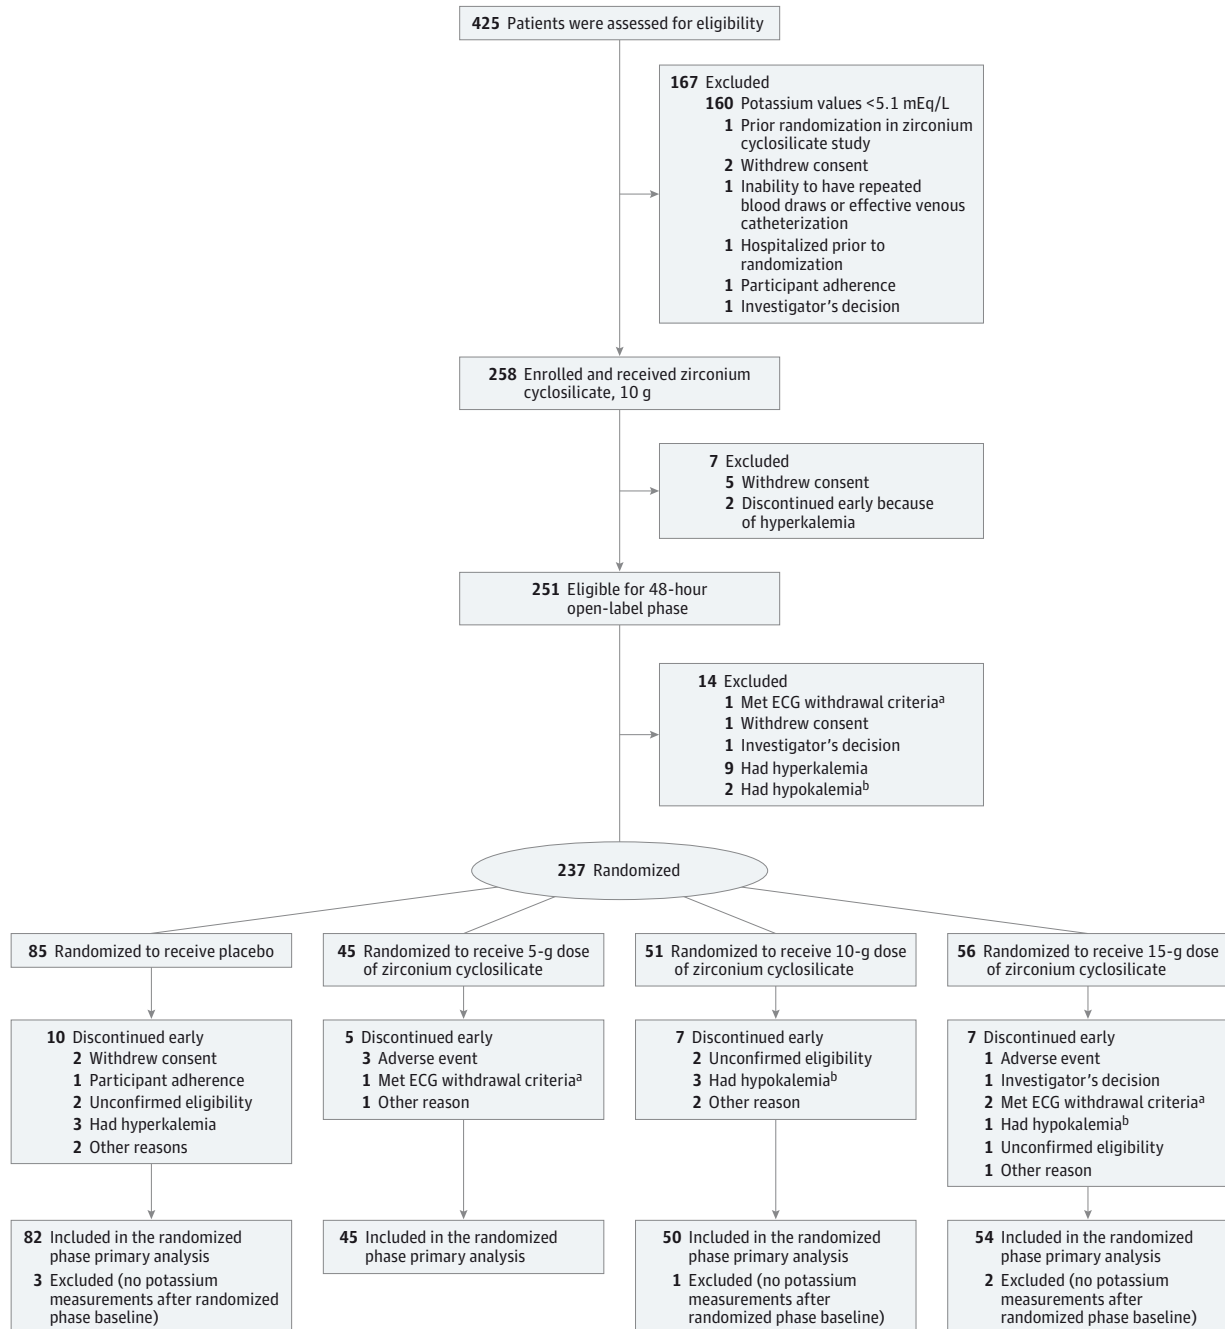 425 Patients were assessed for eligibility
167 Excluded
160 Potassium values <5.1 mEq/L
1 Prior randomization in zirconium
cyclosilicate study
2 Withdrew consent
1 Inability to have repeated
blood draws or effective venous
catheterization
1 Hospitalized prior to
randomization
1 Participant adherence
1 Investigator's decision
258 Enrolled and received zirconium
cyclosilicate, 10 g
7 Excluded
5 Withdrew consent
2 Discontinued early because
of hyperkalemia
251 Eligible for 48-hour
open-label phase
14 Excluded
1 Met ECG withdrawal criteriaᵃ
1 Withdrew consent
1 Investigator's decision
9 Had hyperkalemia
2 Had hypokalemiaᵇ
237 Randomized
85 Randomized to receive placebo
45 Randomized to receive 5-g dose
of zirconium cyclosilicate
51 Randomized to receive 10-g dose
of zirconium cyclosilicate
56 Randomized to receive 15-g dose
of zirconium cyclosilicate
10 Discontinued early
2 Withdrew consent
1 Participant adherence
2 Unconfirmed eligibility
3 Had hyperkalemia
2 Other reasons
5 Discontinued early
3 Adverse event
1 Met ECG withdrawal criteriaᵃ
1 Other reason
7 Discontinued early
2 Unconfirmed eligibility
3 Had hypokalemiaᵇ
2 Other reason
7 Discontinued early
1 Adverse event
1 Investigator's decision
2 Met ECG withdrawal criteriaᵃ
1 Had hypokalemiaᵇ
1 Unconfirmed eligibility
1 Other reason
82 Included in the randomized
phase primary analysis
3 Excluded (no potassium
measurements after randomized
phase baseline)
45 Included in the randomized
phase primary analysis
50 Included in the randomized
phase primary analysis
1 Excluded (no potassium
measurements after
randomized phase baseline)
54 Included in the randomized
phase primary analysis
2 Excluded (no potassium
measurements after
randomized phase baseline)